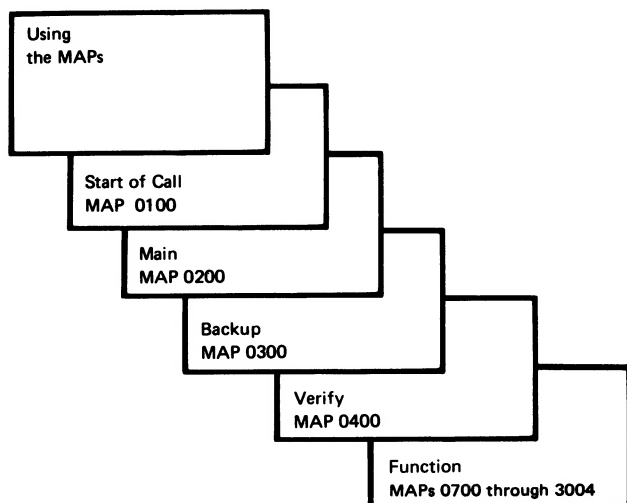 Using
the MAPs
Start of Call
MAP 0100
Main
MAP 0200
Backup
MAP 0300
Verify
MAP 0400
Function
MAPs 0700 through 3004